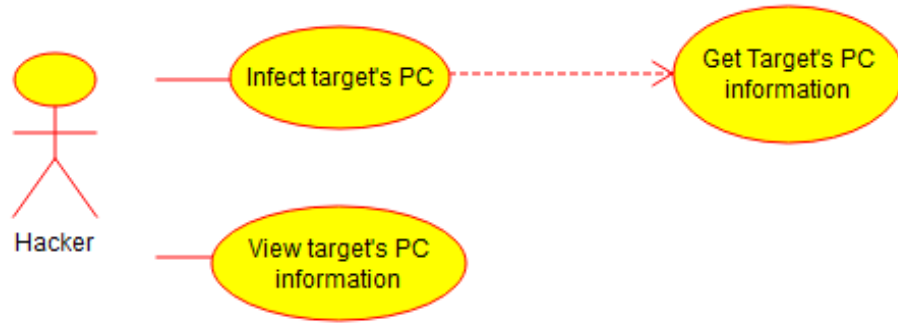 Infect target's PC
Get Target's PC
information
Hacker
View target's PC
information